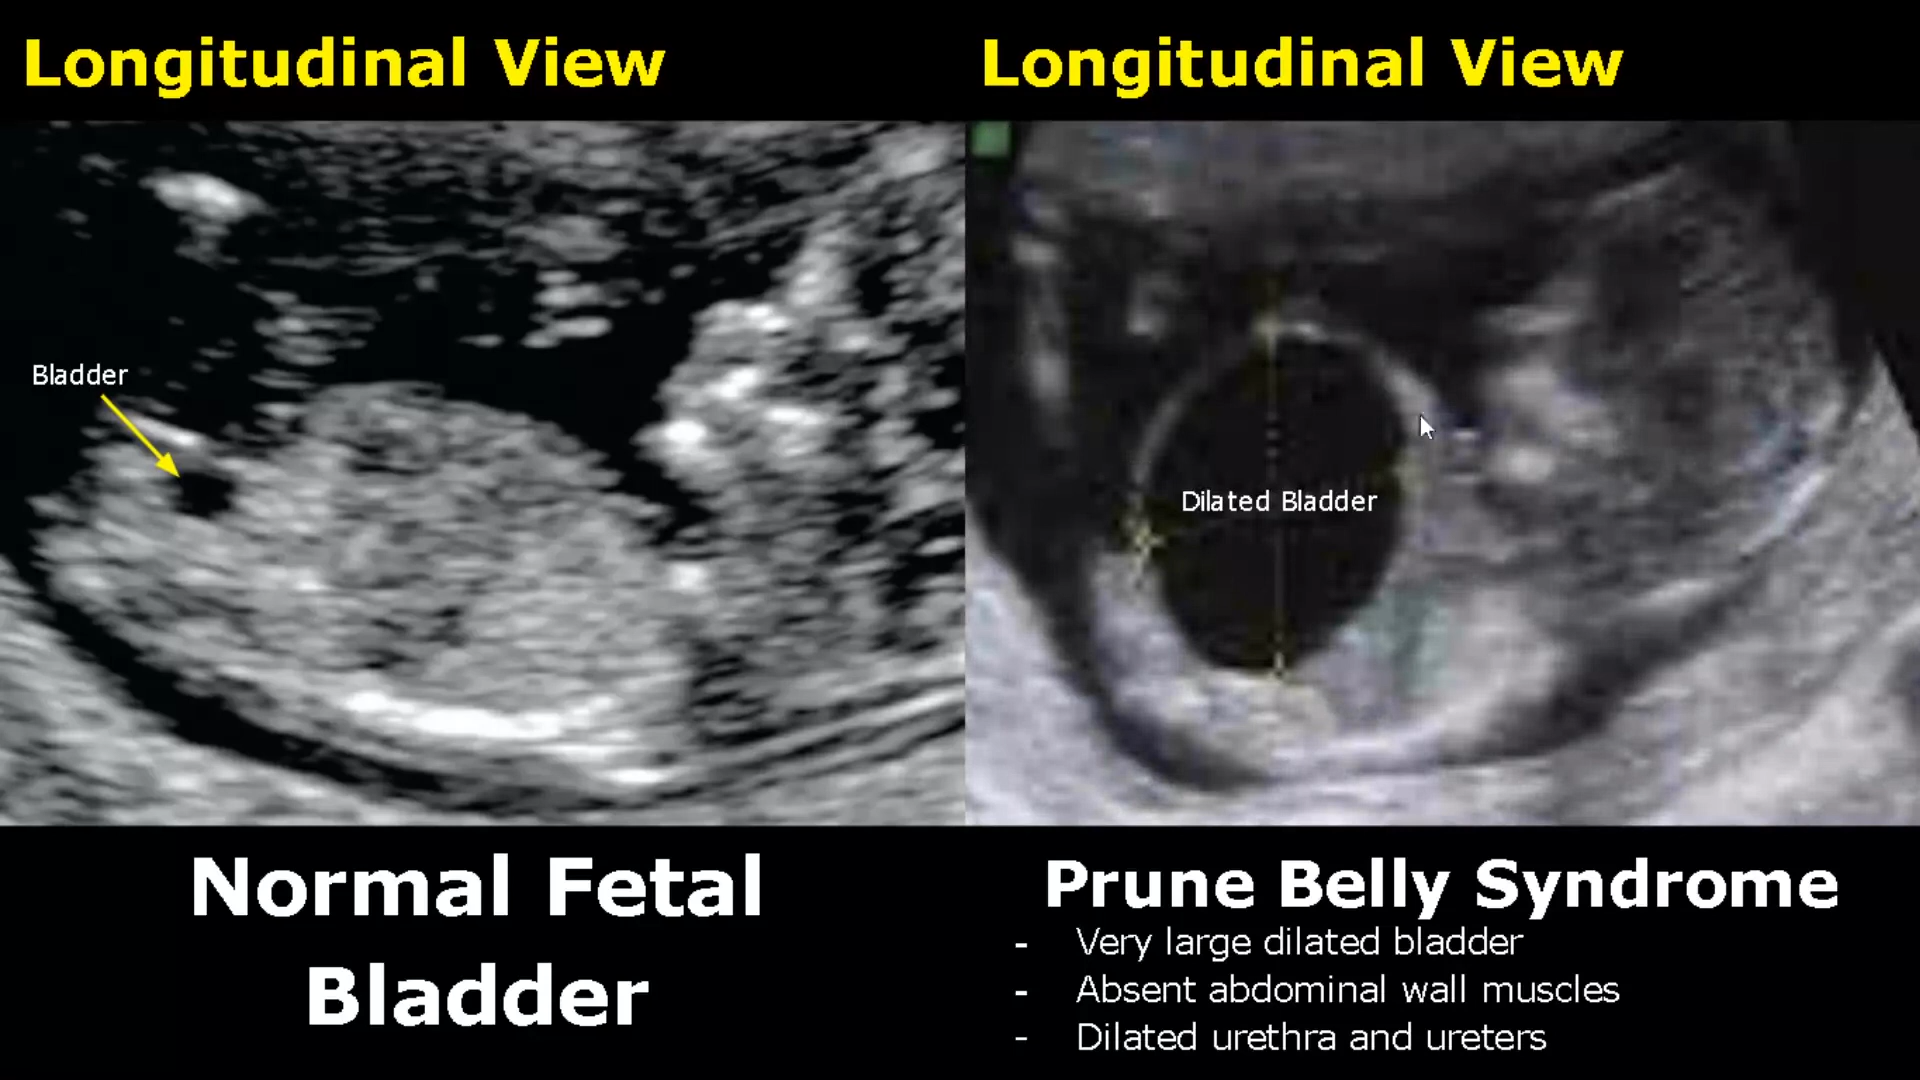 Longitudinal View
Bladder
Normal Fetal
Bladder
Longitudinal View
Dilated Bladder
Prune Belly Syndrome
- Very large dilated bladder
- Absent abdominal wall muscles
- Dilated urethra and ureters